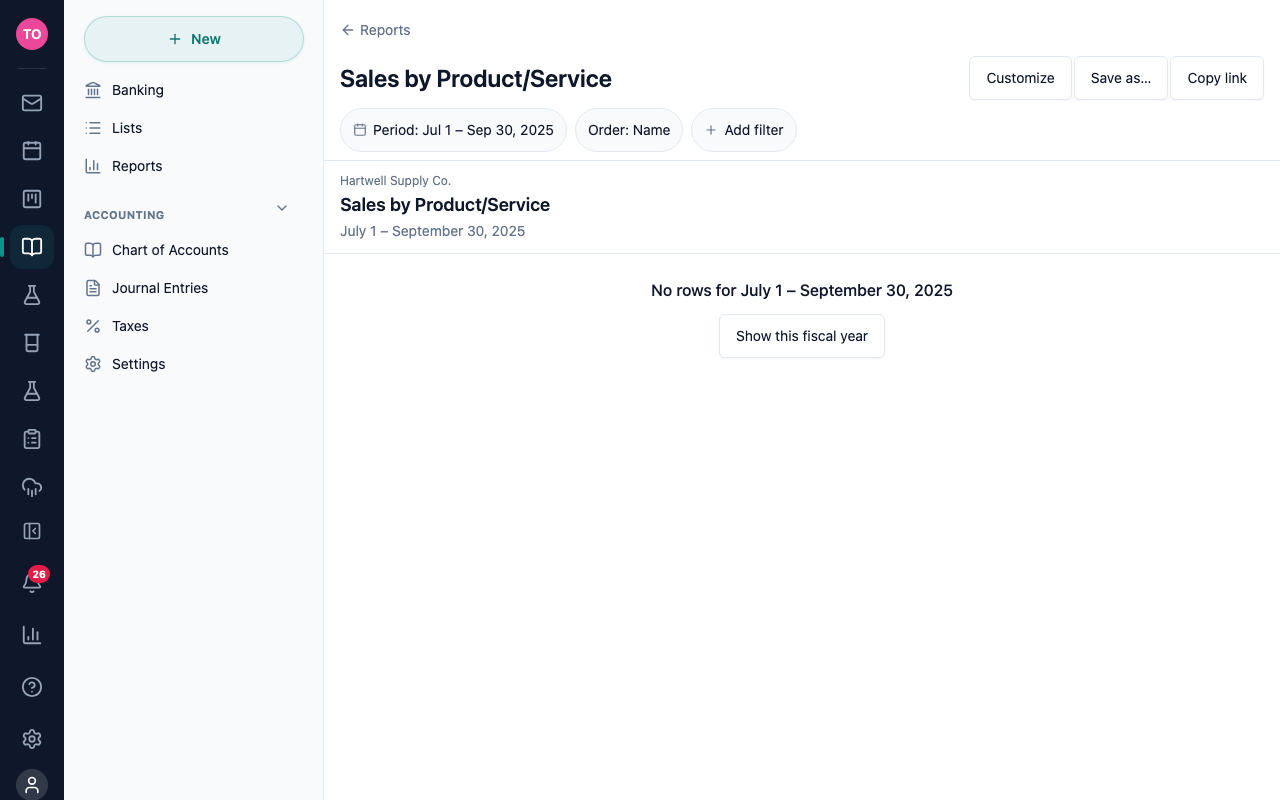 TO
26
New
Banking
Lists
Reports
ACCOUNTING
Chart of Accounts
Journal Entries
Taxes
Settings
Reports
Sales by Product/Service
Customize
Save as...
Copy link
Period: Jul 1 – Sep 30, 2025
Order: Name
Add filter
Hartwell Supply Co.
Sales by Product/Service
July 1 – September 30, 2025
No rows for July 1 – September 30, 2025
Show this fiscal year